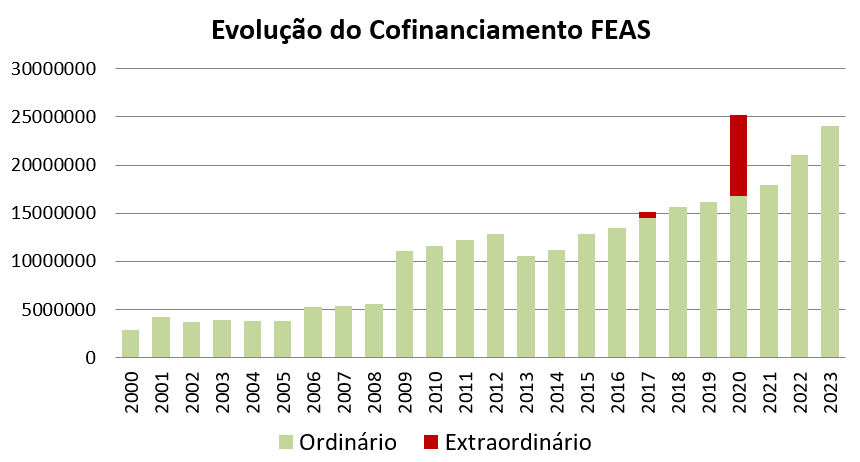 Evolução do Cofinanciamento FEAS
30000000
25000000
20000000
15000000
10000000
5000000
0
2000 2001 2002 2003 2004 2005 2006 2007 2008 2009 2010 2011 2012 2013 2014 2015 2016 2017 2018 2019 2020 2021 2022 2023
Ordinário Extraordinário